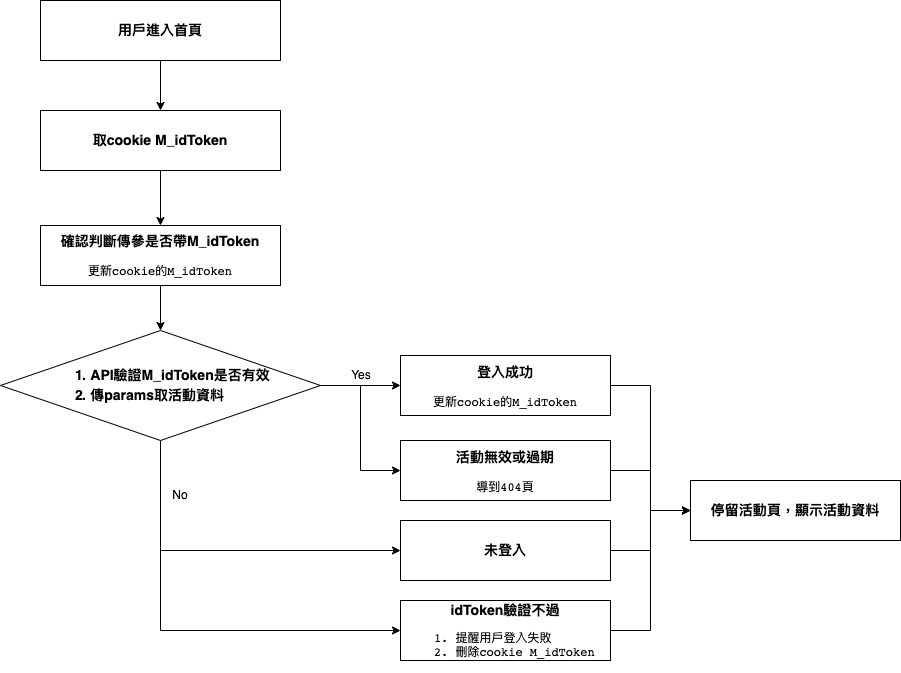 用戶進入首頁
取cookie M_idToken
確認判斷傳參是否帶M_idToken
更新cookie的M_idToken
1. API驗證M_idToken是否有效
2. 傳params取活動資料
Yes
登入成功
更新cookie的M_idToken
活動無效或過期
導到404頁
No
停留活動頁，顯示活動資料
未登入
idToken驗證不過
1. 提醒用戶登入失敗
2. 刪除cookie M_idToken